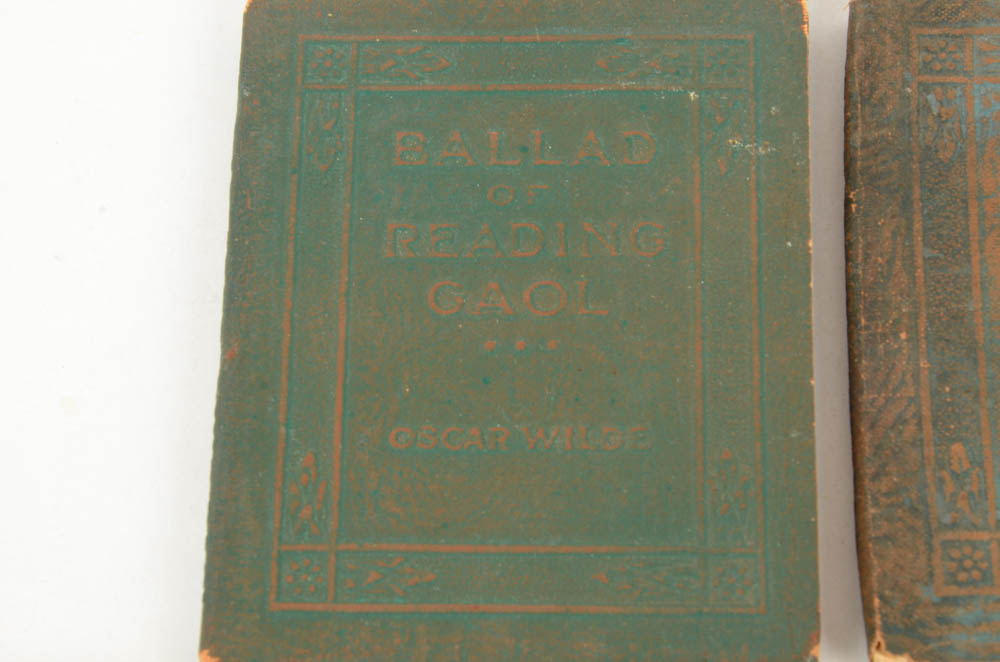 BALLAD
OF
READING
GAOL
OSCAR WILDE